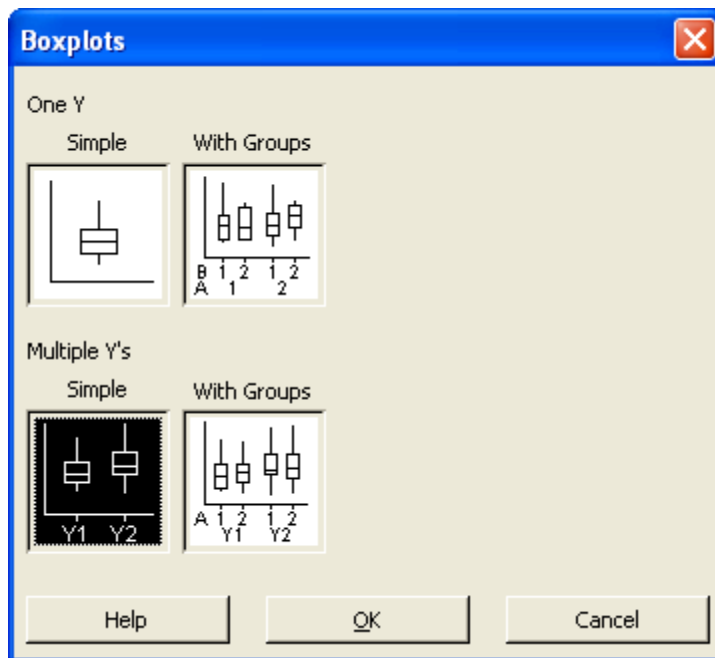 Boxplots
One Y
Simple With Groups
B 1 2 1 2
A 1 2
Multiple Y's
Simple With Groups
Y1 Y2
A 1 2 1 2
Y1 Y2
Help OK Cancel